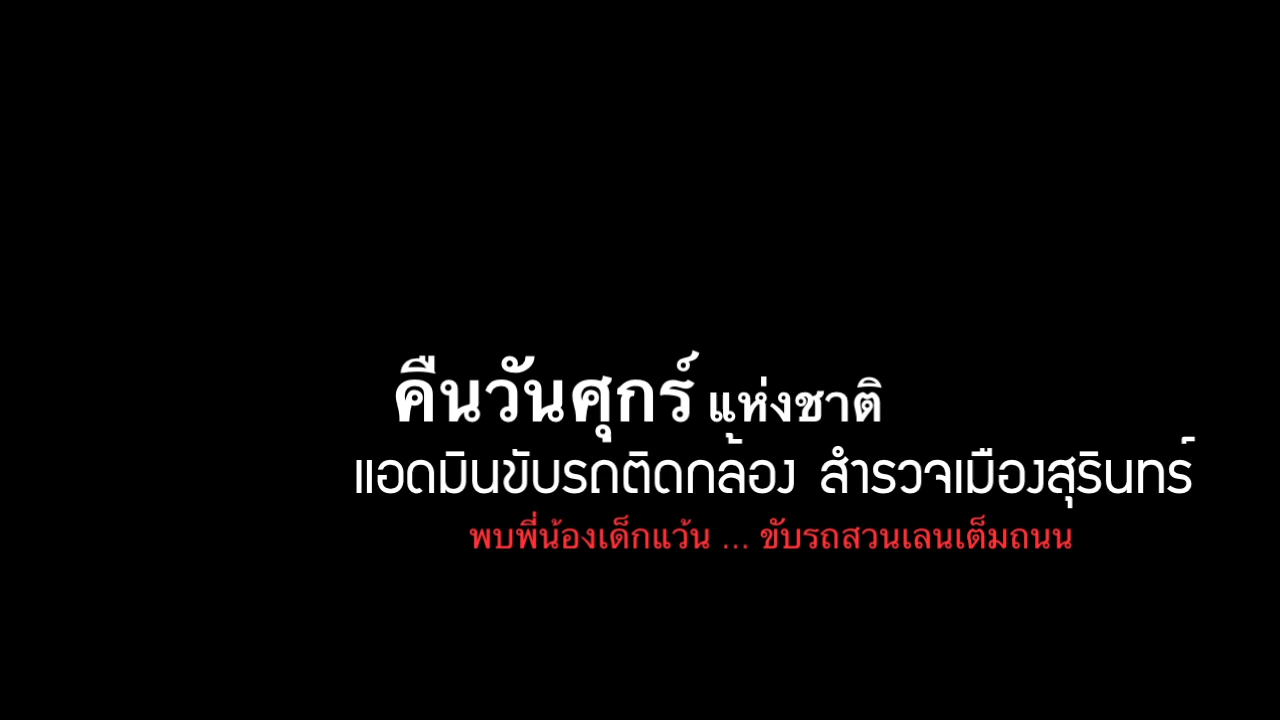 คืนวันศุกร์ แห่งชาติ
แอดมินขับรถติดกล้อง สำรวจเมืองสุรินทร์
พบพี่น้องเด็กแว้น ... ขับรถสวนเลนเต็มถนน